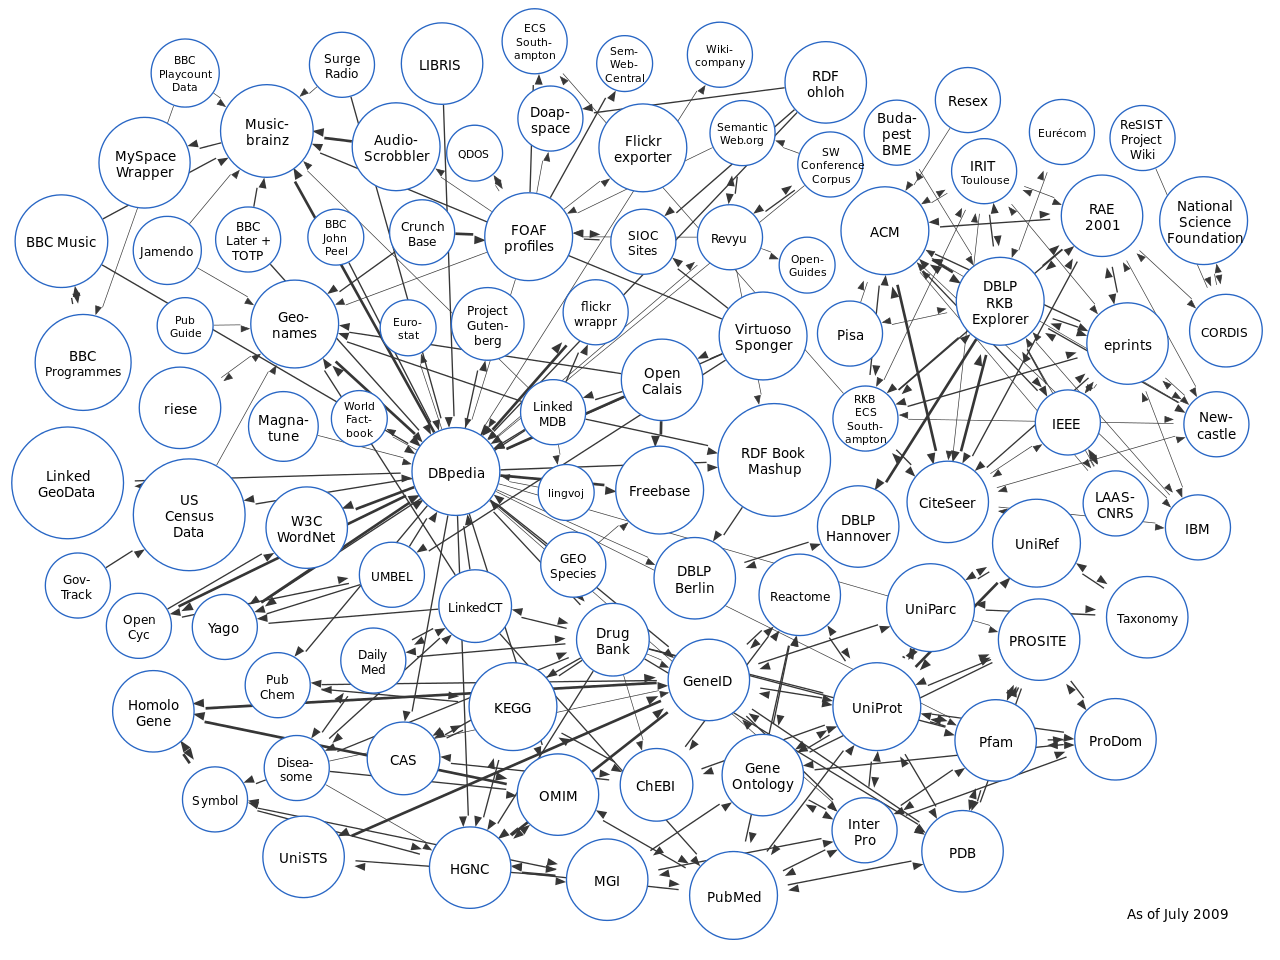 ECS
South-
ampton
BBC
Playcount
Data
Surge
Radio
LIBRIS
Sem-
Web-
Central
Wiki-
company
RDF
ohloh
Resex
Music-
brainz
Doap-
space
Audio-
Scrobbler
QDOS
Flickr
exporter
Semantic
Web.org
SW
Conference
Corpus
Buda-
pest
BME
IRIT
Toulouse
Eurécom
ReSIST
Project
Wiki
MySpace
Wrapper
BBC Music
Jamendo
BBC
Later +
TOTP
BBC
John
Peel
Crunch
Base
FOAF
profiles
SIOC
Sites
Revyu
Open-
Guides
ACM
RAE
2001
National
Science
Foundation
DBLP
RKB
Explorer
Pub
Guide
Geo-
names
Euro-
stat
Project
Guten-
berg
flickr
wrappr
Virtuoso
Sponger
Pisa
eprints
CORDIS
BBC
Programmes
riese
Magna-
tune
World
Fact-
book
Linked
MDB
Open
Calais
RKB
ECS
South-
ampton
IEEE
New-
castle
Linked
GeoData
US
Census
Data
DBpedia
lingvoj
Freebase
RDF Book
Mashup
CiteSeer
LAAS-
CNRS
IBM
W3C
WordNet
DBLP
Hannover
Gov-
Track
Open
Cyc
Yago
UMBEL
LinkedCT
GEO
Species
DBLP
Berlin
Reactome
UniRef
UniParc
Taxonomy
PROSITE
Daily
Med
Drug
Bank
Pub
Chem
Homolo
Gene
KEGG
GeneID
UniProt
Pfam
ProDom
Disea-
some
CAS
Symbol
OMIM
ChEBI
Gene
Ontology
Inter
Pro
PDB
UniSTS
HGNC
MGI
PubMed
As of July 2009